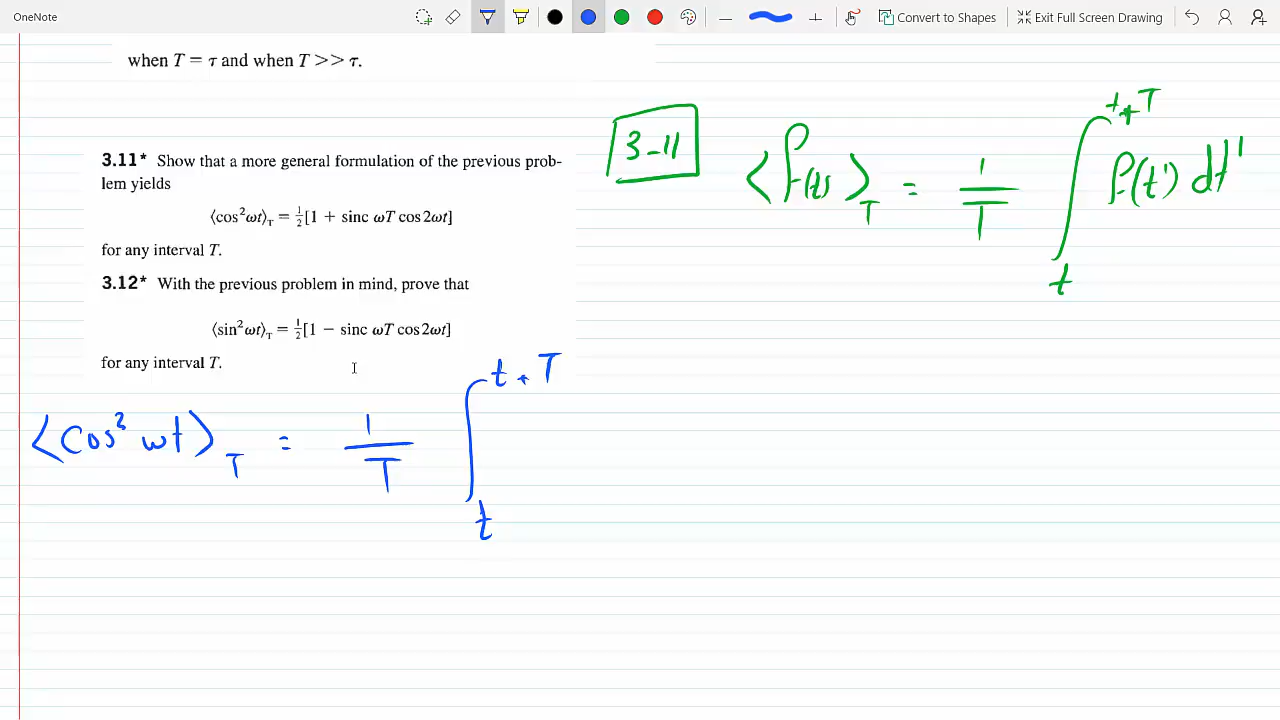 OneNote
Convert to Shapes
Exit Full Screen Drawing
when T = τ and when T >> τ.
3.11* Show that a more general formulation of the previous prob-
lem yields
⟨cos²ωt⟩_T = ½[1 + sinc ωT cos 2ωt]
for any interval T.
3.12* With the previous problem in mind, prove that
⟨sin²ωt⟩_T = ½[1 − sinc ωT cos 2ωt]
for any interval T.
3-11
⟨f(t)⟩_T = 1/T ∫_t^{t+T} f(t') dt'
⟨cos² ωt⟩_T = 1/T ∫_t^{t+T}